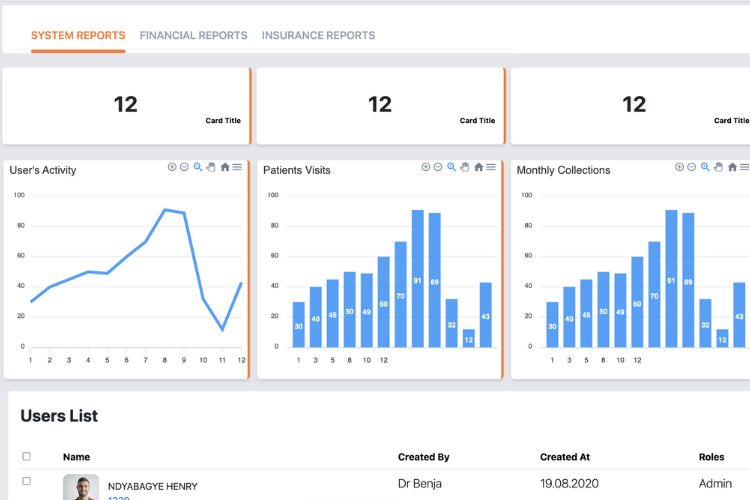 SYSTEM REPORTS FINANCIAL REPORTS INSURANCE REPORTS
12 12 12
Card Title Card Title Card Title
User's Activity Patients Visits Monthly Collections
100
80
60
40
20
0
1 2 3 4 5 6 7 8 9 10 11 12
100
80
60
40
20
0
30 40 45 50 49 60 70 91 89 32 12 43
1 3 5 8 10 12
100
80
60
40
20
0
30 40 45 50 49 60 70 91 89 32 12 43
1 3 5 8 10 12
Users List
Name Created By Created At Roles
NDYABAGYE HENRY Dr Benja 19.08.2020 Admin